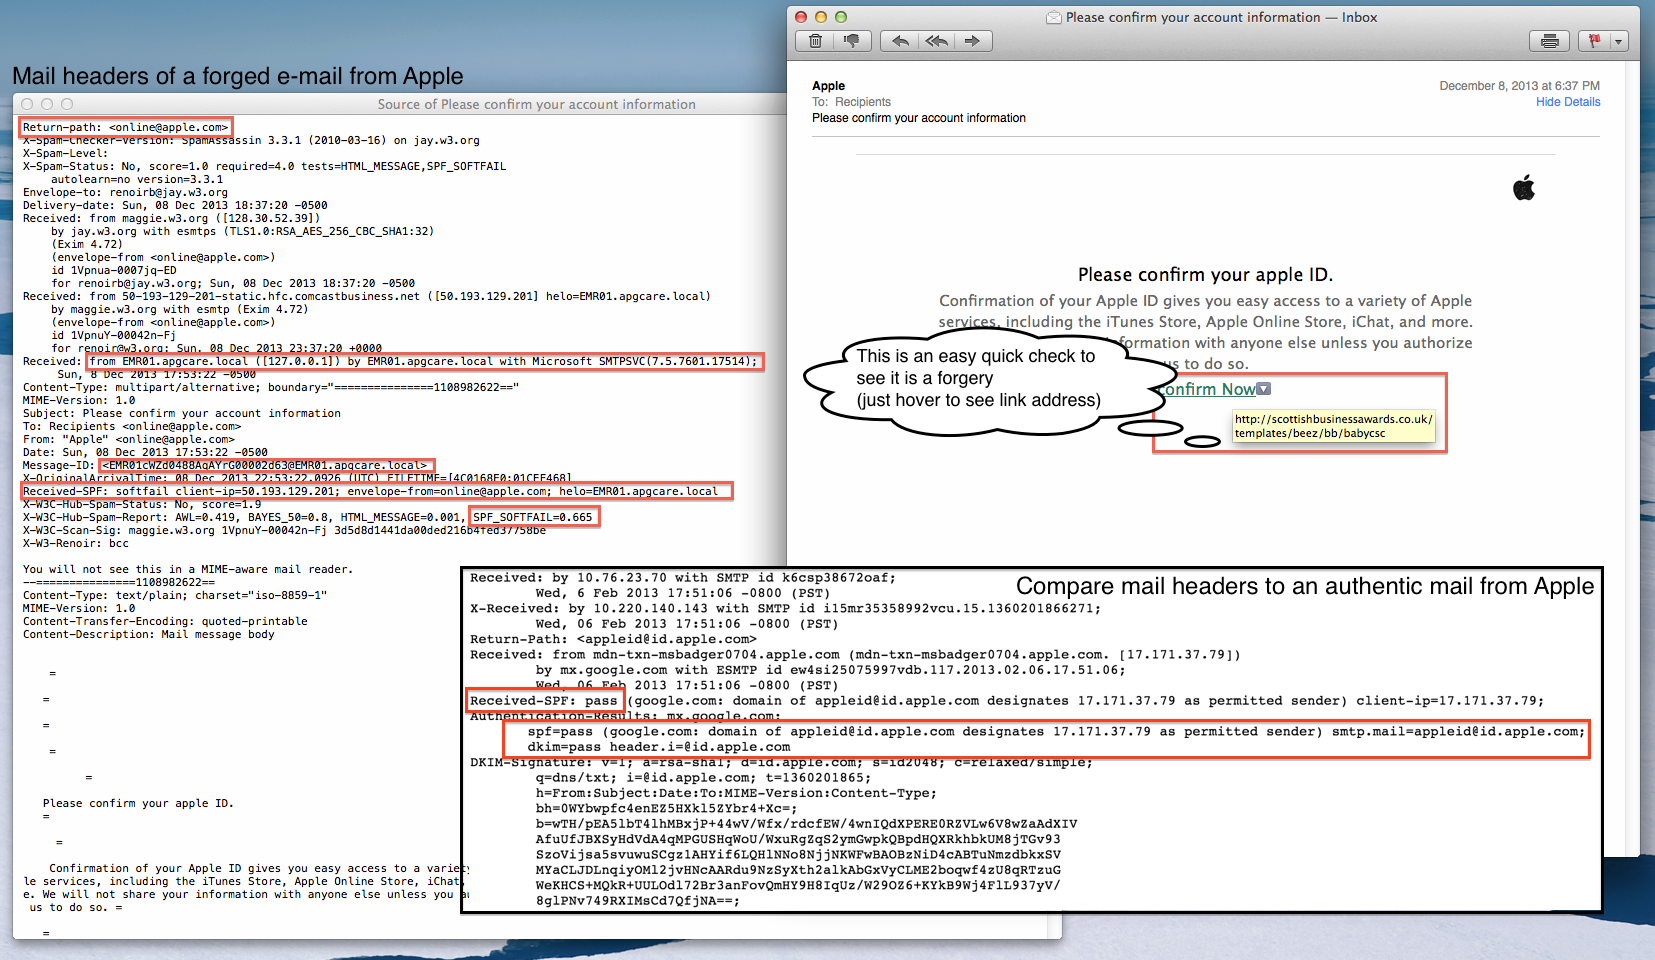 Mail headers of a forged e-mail from Apple
Source of Please confirm your account information
Return-path: <online@apple.com>
X-Spam-Checker-Version: SpamAssassin 3.3.1 (2010-03-16) on jay.w3.org
X-Spam-Level:
X-Spam-Status: No, score=1.0 required=4.0 tests=HTML_MESSAGE,SPF_SOFTFAIL
autolearn=no version=3.3.1
Envelope-to: renoirb@jay.w3.org
Delivery-date: Sun, 08 Dec 2013 18:37:20 -0500
Received: from maggie.w3.org ([128.30.52.39])
by jay.w3.org with esmtps (TLS1.0:RSA_AES_256_CBC_SHA1:32)
(Exim 4.72)
(envelope-from <online@apple.com>)
id 1Vpnua-0007jq-ED
for renoirb@jay.w3.org; Sun, 08 Dec 2013 18:37:20 -0500
Received: from 50-193-129-201-static.hfc.comcastbusiness.net ([50.193.129.201] helo=EMR01.apgcare.local)
by maggie.w3.org with esmtp (Exim 4.72)
(envelope-from <online@apple.com>)
id 1VpnuY-00042n-Fj
for renoir@w3.org; Sun, 08 Dec 2013 23:37:20 +0000
Received: from EMR01.apgcare.local ([127.0.0.1]) by EMR01.apgcare.local with Microsoft SMTPSVC(7.5.7601.17514);
Sun, 8 Dec 2013 17:53:22 -0500
Content-Type: multipart/alternative; boundary="===============1108982622=="
MIME-Version: 1.0
Subject: Please confirm your account information
To: Recipients <online@apple.com>
From: "Apple" <online@apple.com>
Date: Sun, 08 Dec 2013 17:53:22 -0500
Message-ID: <EMR01cWZd0488AqAYrG00002d63@EMR01.apgcare.local>
X-OriginalArrivalTime: 08 Dec 2013 22:53:22.0926 (UTC) FILETIME=[4C0168E0:01CEF468]
Received-SPF: softfail client-ip=50.193.129.201; envelope-from=online@apple.com; helo=EMR01.apgcare.local
X-W3C-Hub-Spam-Status: No, score=1.9
X-W3C-Hub-Spam-Report: AWL=0.419, BAYES_50=0.8, HTML_MESSAGE=0.001, SPF_SOFTFAIL=0.665
X-W3C-Scan-Sig: maggie.w3.org 1VpnuY-00042n-Fj 3d5d8d1441da00ded216b4fed37758be
X-W3-Renoir: bcc
You will not see this in a MIME-aware mail reader.
--===============1108982622==
Content-Type: text/plain; charset="iso-8859-1"
MIME-Version: 1.0
Content-Transfer-Encoding: quoted-printable
Content-Description: Mail message body
=
=
=
=
=
Please confirm your apple ID.
=
=
Confirmation of your Apple ID gives you easy access to a variety
le services, including the iTunes Store, Apple Online Store, iChat,
e. We will not share your information with anyone else unless you au
us to do so. =
=
Please confirm your account information — Inbox
Apple
December 8, 2013 at 6:37 PM
To: Recipients
Hide Details
Please confirm your account information
Please confirm your apple ID.
Confirmation of your Apple ID gives you easy access to a variety of Apple
services, including the iTunes Store, Apple Online Store, iChat, and more.
information with anyone else unless you authorize
us to do so.
Confirm Now
http://scottishbusinessawards.co.uk/
templates/beez/bb/babycsc
This is an easy quick check to
see it is a forgery
(just hover to see link address)
Compare mail headers to an authentic mail from Apple
Received: by 10.76.23.70 with SMTP id k6csp38672oaf;
Wed, 6 Feb 2013 17:51:06 -0800 (PST)
X-Received: by 10.220.140.143 with SMTP id i15mr35358992vcu.15.1360201866271;
Wed, 06 Feb 2013 17:51:06 -0800 (PST)
Return-Path: <appleid@id.apple.com>
Received: from mdn-txn-msbadger0704.apple.com (mdn-txn-msbadger0704.apple.com. [17.171.37.79])
by mx.google.com with ESMTP id ew4si25075997vdb.117.2013.02.06.17.51.06;
Wed, 06 Feb 2013 17:51:06 -0800 (PST)
Received-SPF: pass (google.com: domain of appleid@id.apple.com designates 17.171.37.79 as permitted sender) client-ip=17.171.37.79;
Authentication-Results: mx.google.com;
spf=pass (google.com: domain of appleid@id.apple.com designates 17.171.37.79 as permitted sender) smtp.mail=appleid@id.apple.com;
dkim=pass header.i=@id.apple.com
DKIM-Signature: v=1; a=rsa-sha1; d=id.apple.com; s=id2048; c=relaxed/simple;
q=dns/txt; i=@id.apple.com; t=1360201865;
h=From:Subject:Date:To:MIME-Version:Content-Type;
bh=0WYbwpfc4enEZ5HXkl5ZYbr4+Xc=;
b=wTH/pEA5lbT4lhMBxjP+44wV/Wfx/rdcfEW/4wnIQdXPERE0RZVLw6V8wZaAdXIV
AfuUfJBXSyHdVdA4qMPGUSHqWoU/WxuRgZqS2ymGwpkQBpdHQXRkhbkUM8jTGv93
SzoVijsa5svuwuSCgz1AHYif6LQHlNNo8NjjNKWFwBAOBzNiD4cABTuNmzdbkxSV
MYaCLJDLnqiyOMl2jvHNcAARdu9NzSyXth2alkAbGxVyCLME2boqwf4zU8qRTzuG
WeKHCS+MQkR+UULOdl72Br3anFovQmHY9H8IqUz/W29OZ6+KYkB9Wj4FlL937yV/
8glPNv749RXIMsCd7QfjNA==;